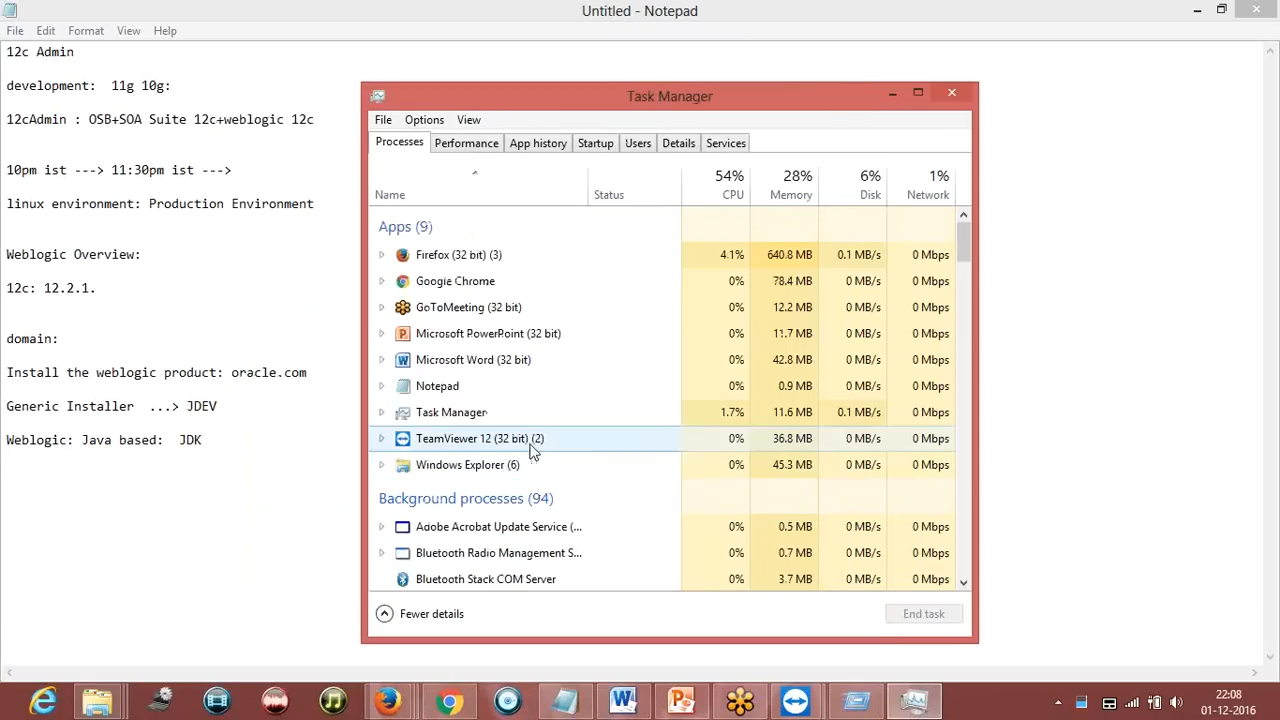 Untitled - Notepad
File Edit Format View Help
12c Admin
development: 11g 10g:
12cAdmin : OSB+SOA Suite 12c+weblogic 12c
10pm ist ---> 11:30pm ist --->
linux environment: Production Environment
Weblogic Overview:
12c: 12.2.1.
domain:
Install the weblogic product: oracle.com
Generic Installer ...> JDEV
Weblogic: Java based: JDK
Task Manager
File Options View
Processes Performance App history Startup Users Details Services
54% 28% 6% 1%
Name Status CPU Memory Disk Network
Apps (9)
Firefox (32 bit) (3) 4.1% 640.8 MB 0.1 MB/s 0 Mbps
Google Chrome 0% 78.4 MB 0 MB/s 0 Mbps
GoToMeeting (32 bit) 0% 12.2 MB 0 MB/s 0 Mbps
Microsoft PowerPoint (32 bit) 0% 11.7 MB 0 MB/s 0 Mbps
Microsoft Word (32 bit) 0% 42.8 MB 0 MB/s 0 Mbps
Notepad 0% 0.9 MB 0 MB/s 0 Mbps
Task Manager 1.7% 11.6 MB 0.1 MB/s 0 Mbps
TeamViewer 12 (32 bit) (2) 0% 36.8 MB 0 MB/s 0 Mbps
Windows Explorer (6) 0% 45.3 MB 0 MB/s 0 Mbps
Background processes (94)
Adobe Acrobat Update Service (... 0% 0.5 MB 0 MB/s 0 Mbps
Bluetooth Radio Management S... 0% 0.7 MB 0 MB/s 0 Mbps
Bluetooth Stack COM Server 0% 3.7 MB 0 MB/s 0 Mbps
Fewer details End task
22:08
01-12-2016